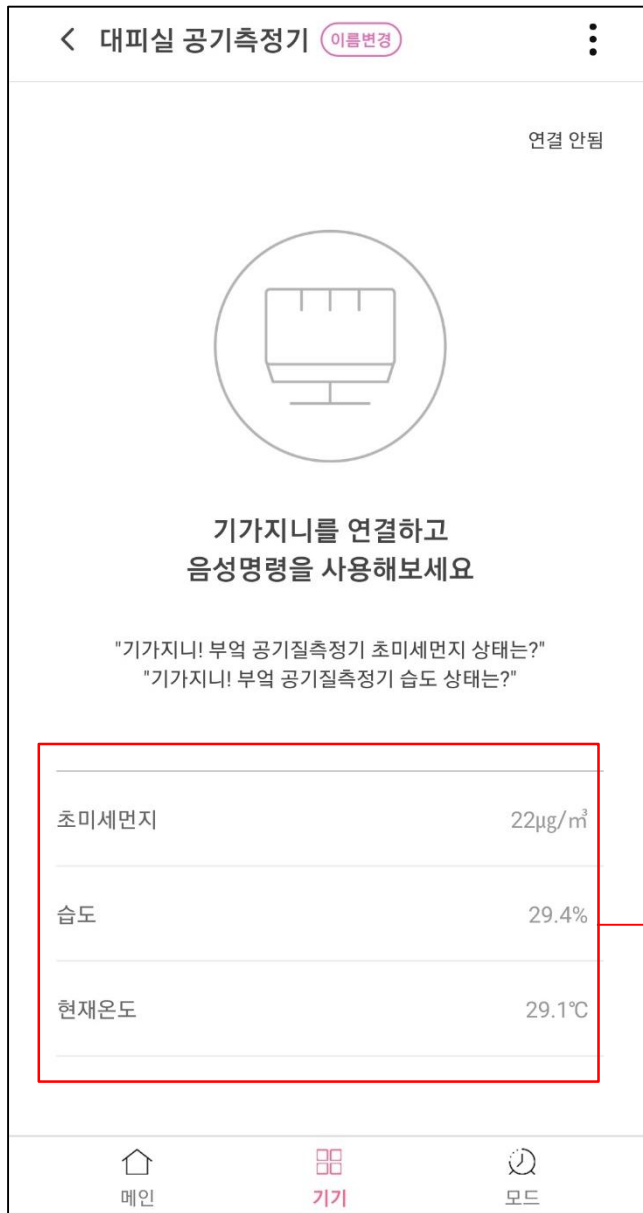 대피실 공기측정기 이름변경
연결 안됨
기가지니를 연결하고
음성명령을 사용해보세요
"기가지니! 부엌 공기질측정기 초미세먼지 상태는?"
"기가지니! 부엌 공기질측정기 습도 상태는?"
초미세먼지 22μg/㎥
습도 29.4%
현재온도 29.1℃
메인 기기 모드